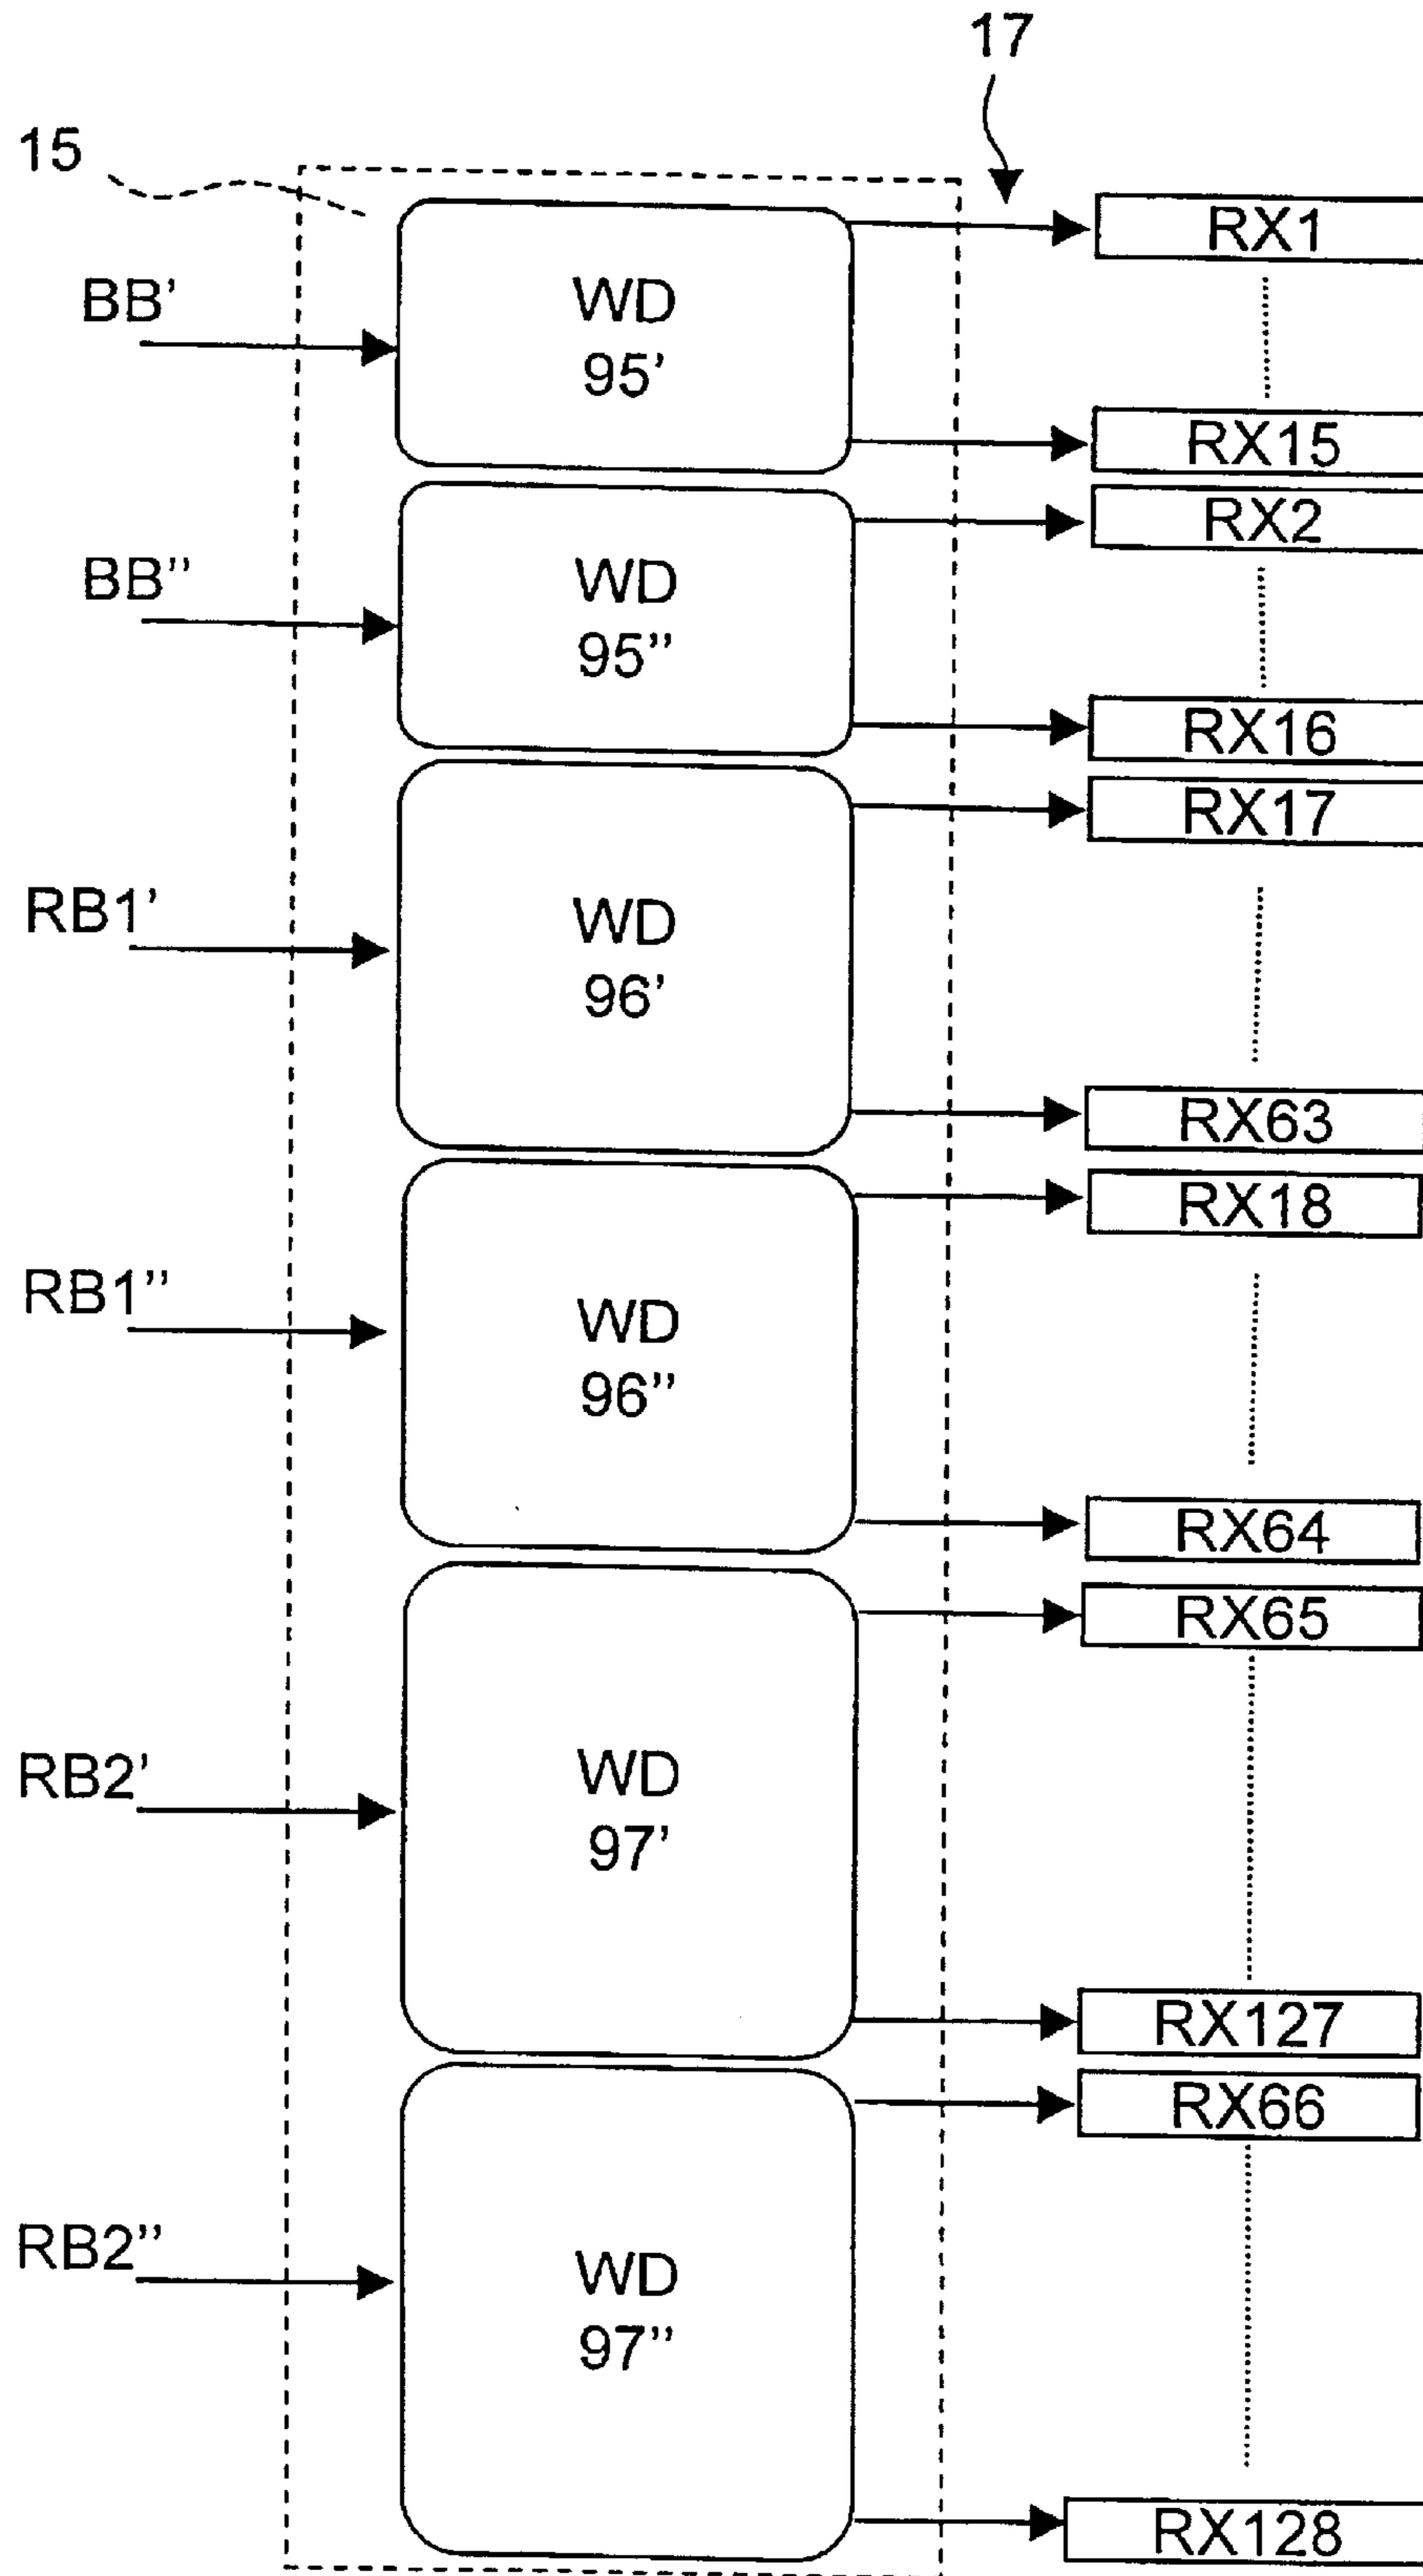 17
15
RX1
BB'
WD
95'
RX15
RX2
BB''
WD
95''
RX16
RX17
RB1'
WD
96'
RX63
RX18
RB1''
WD
96''
RX64
RX65
RB2'
WD
97'
RX127
RX66
RB2''
WD
97''
RX128